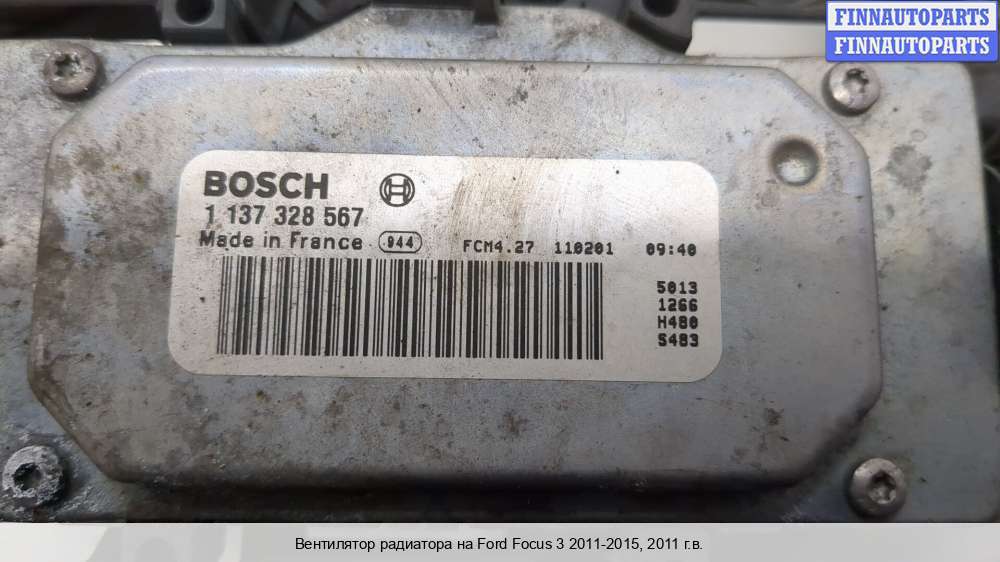 FINNAUTOPARTS
FINNAUTOPARTS
BOSCH
1 137 328 567
Made in France 944 FCM4.27 110201 09:40
5013
1266
H480
S483
Вентилятор радиатора на Ford Focus 3 2011-2015, 2011 г.в.